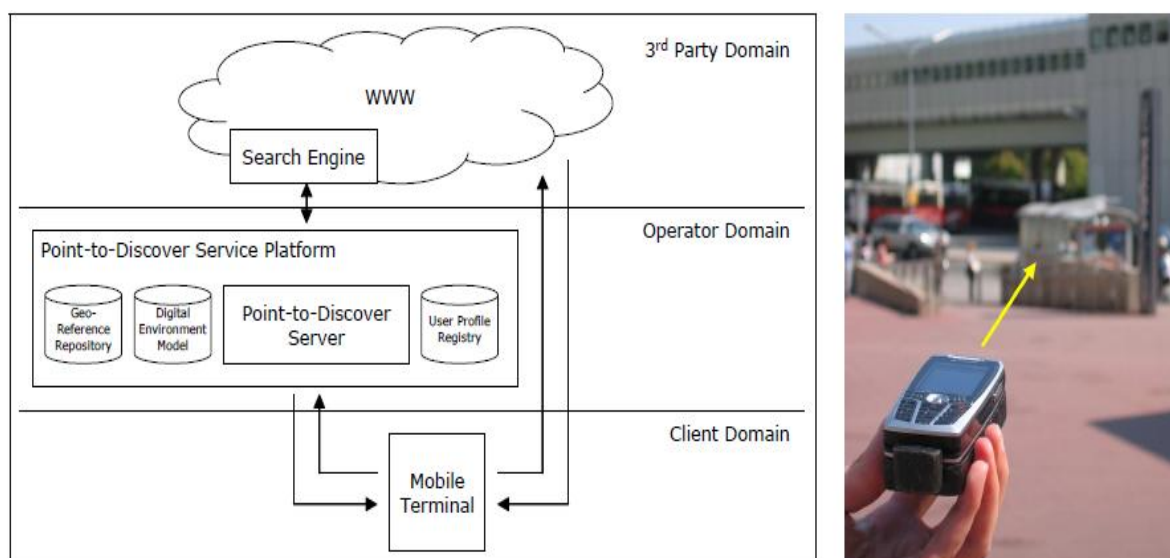 3rd Party Domain
WWW
Search Engine
Operator Domain
Point-to-Discover Service Platform
Geo-
Reference
Repository
Digital
Environment
Model
Point-to-Discover
Server
User Profile
Registry
Client Domain
Mobile
Terminal